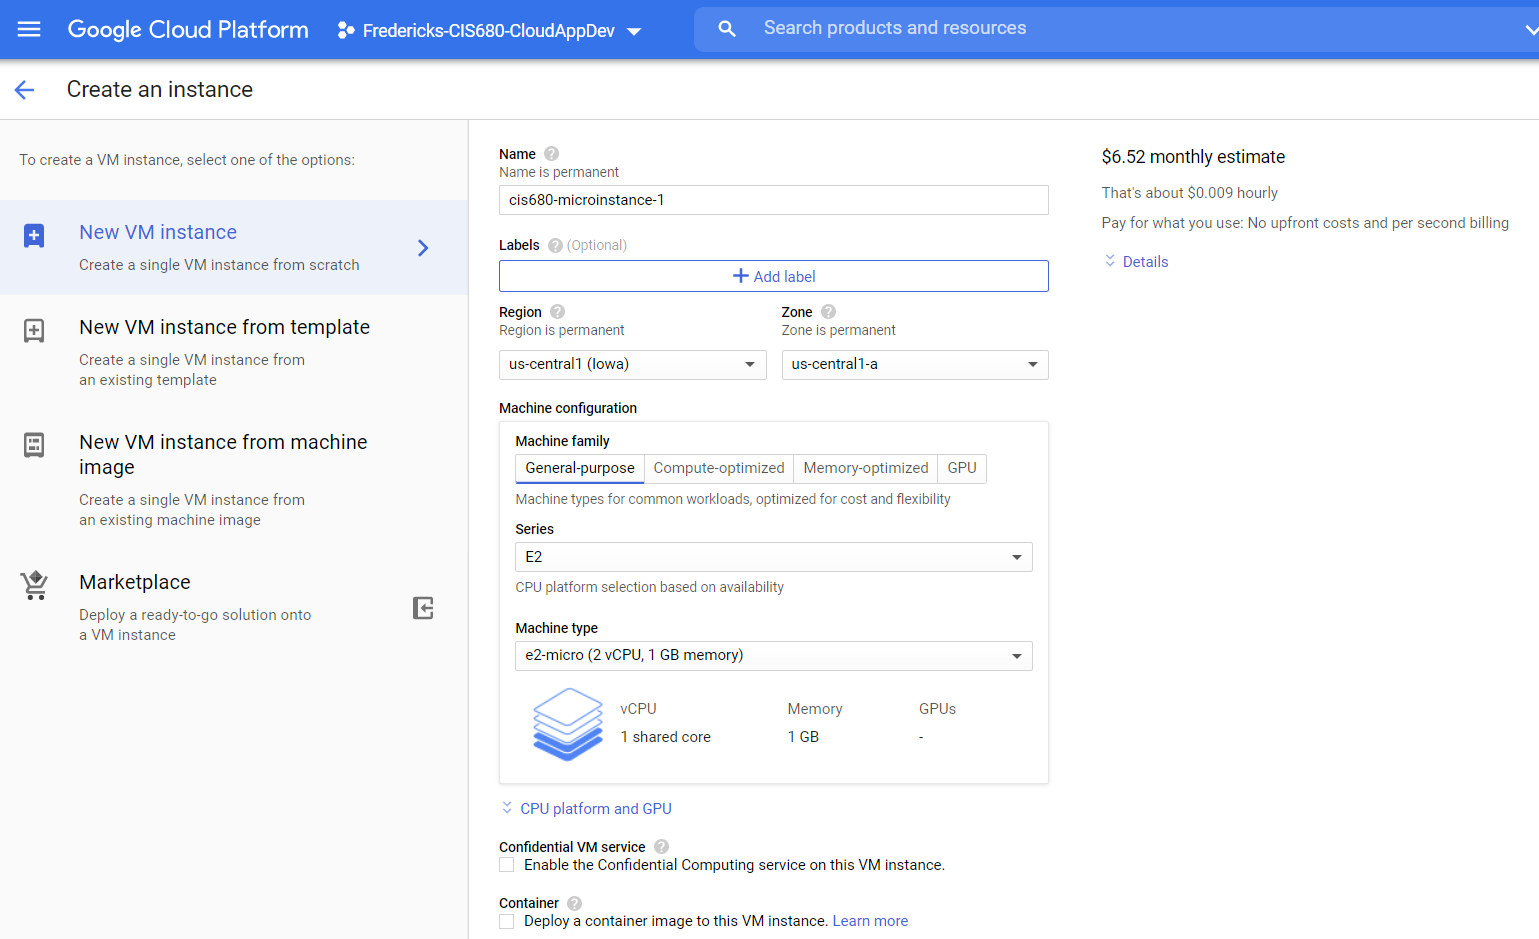 Google Cloud Platform
Fredericks-CIS680-CloudAppDev
Search products and resources
Create an instance
To create a VM instance, select one of the options:
New VM instance
Create a single VM instance from scratch
New VM instance from template
Create a single VM instance from
an existing template
New VM instance from machine
image
Create a single VM instance from
an existing machine image
Marketplace
Deploy a ready-to-go solution onto
a VM instance
Name ?
Name is permanent
cis680-microinstance-1
Labels ? (Optional)
+ Add label
Region ?
Region is permanent
us-central1 (Iowa)
Zone ?
Zone is permanent
us-central1-a
Machine configuration
Machine family
General-purpose Compute-optimized Memory-optimized GPU
Machine types for common workloads, optimized for cost and flexibility
Series
E2
CPU platform selection based on availability
Machine type
e2-micro (2 vCPU, 1 GB memory)
vCPU Memory GPUs
1 shared core 1 GB -
CPU platform and GPU
Confidential VM service ?
Enable the Confidential Computing service on this VM instance.
Container ?
Deploy a container image to this VM instance. Learn more
$6.52 monthly estimate
That's about $0.009 hourly
Pay for what you use: No upfront costs and per second billing
Details